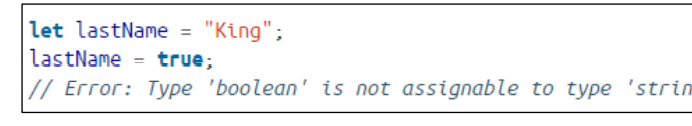 let lastName = "King";
lastName = true;
// Error: Type 'boolean' is not assignable to type 'strin